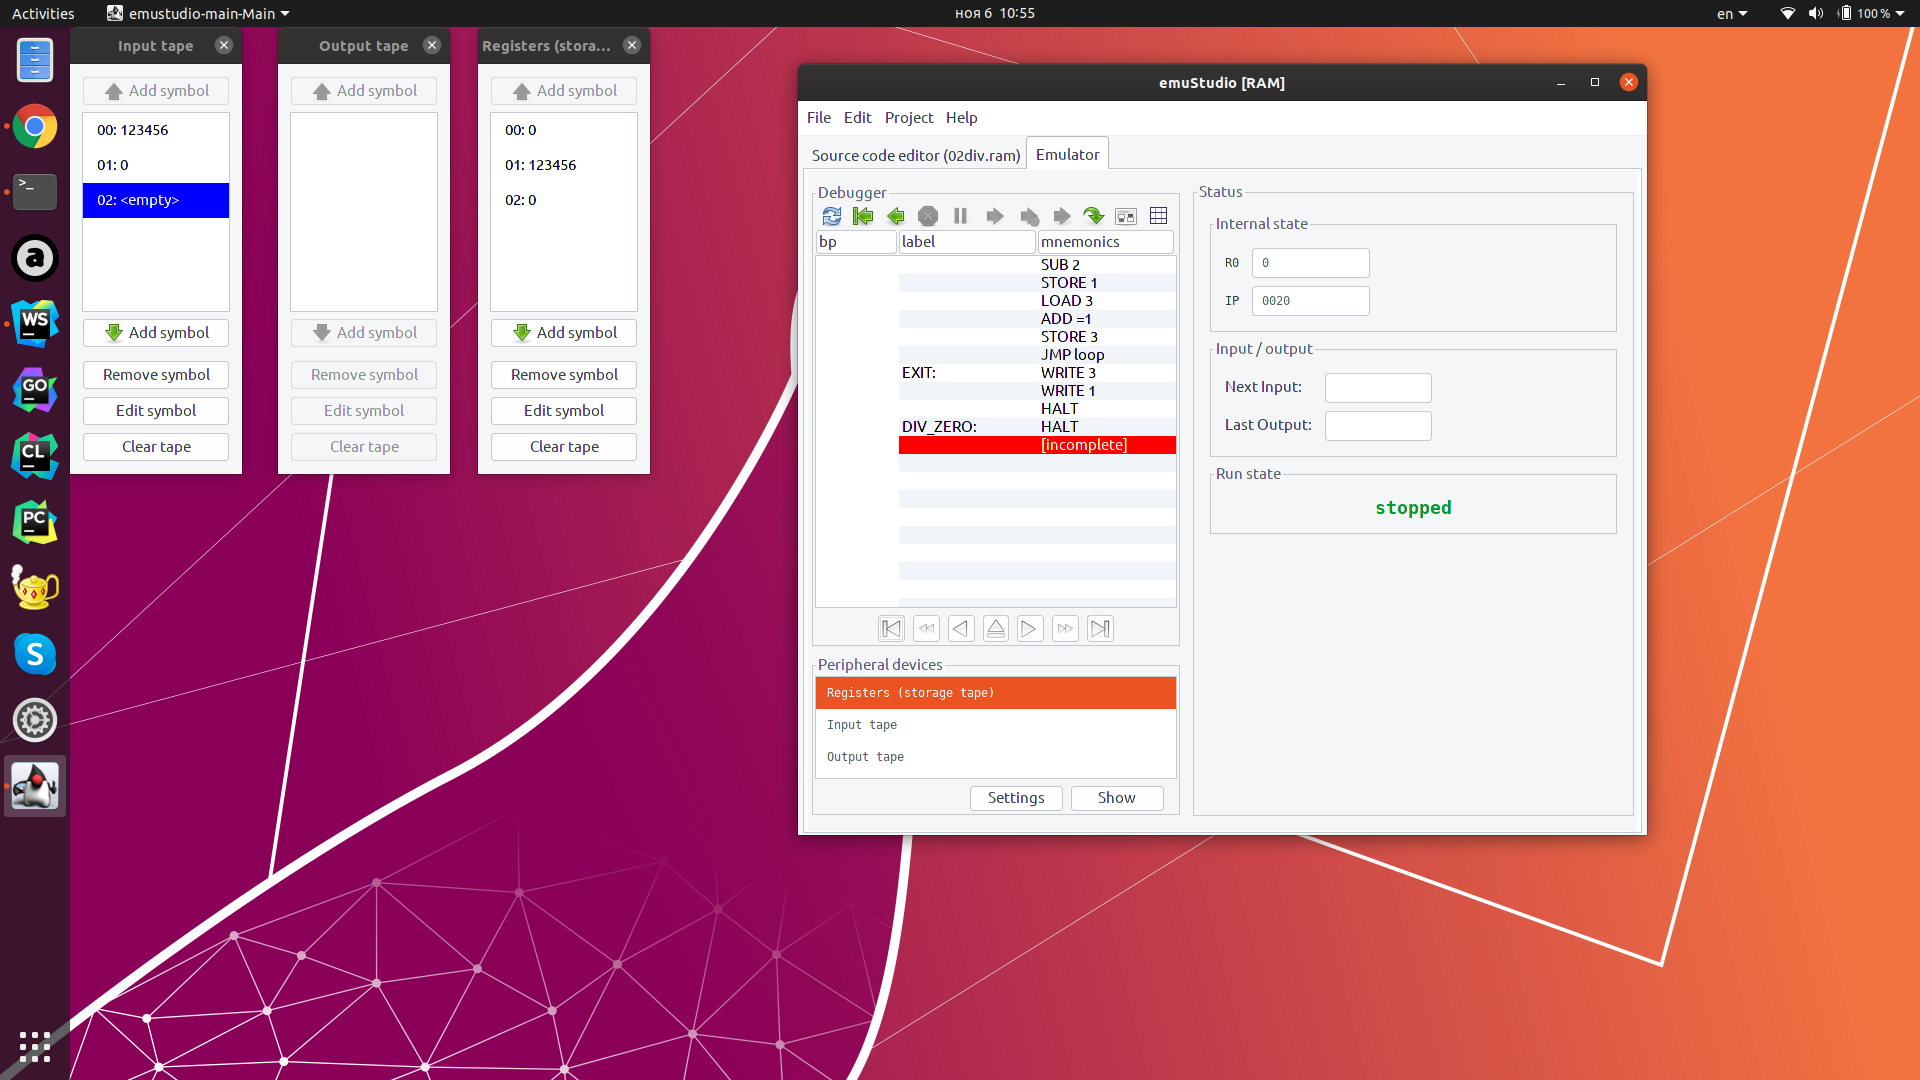 Activities
emustudio-main-Main
ноя 6 10:55
en
100 %
Input tape
Add symbol
00: 123456
01: 0
02: <empty>
Add symbol
Remove symbol
Edit symbol
Clear tape
Output tape
Add symbol
Add symbol
Remove symbol
Edit symbol
Clear tape
Registers (stora...
Add symbol
00: 0
01: 123456
02: 0
Add symbol
Remove symbol
Edit symbol
Clear tape
emuStudio [RAM]
File Edit Project Help
Source code editor (02div.ram) Emulator
Debugger
bp label mnemonics
SUB 2
STORE 1
LOAD 3
ADD =1
STORE 3
JMP loop
EXIT: WRITE 3
WRITE 1
HALT
DIV_ZERO: HALT
[incomplete]
Peripheral devices
Registers (storage tape)
Input tape
Output tape
Settings Show
Status
Internal state
R0 0
IP 0020
Input / output
Next Input:
Last Output:
Run state
stopped
>_
a
WS
GO
CL
PC
S